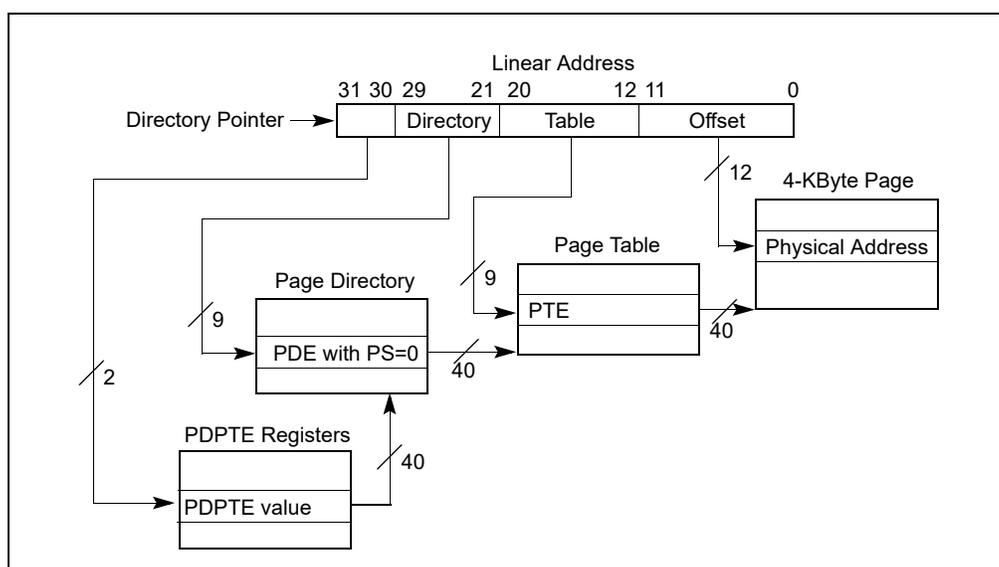 Linear Address
31 30 29 21 20 12 11 0
Directory Pointer Directory Table Offset
12
4-KByte Page
Physical Address
Page Table
9
PTE
40
Page Directory
9
PDE with PS=0
40
2
PDPTE Registers
40
PDPTE value